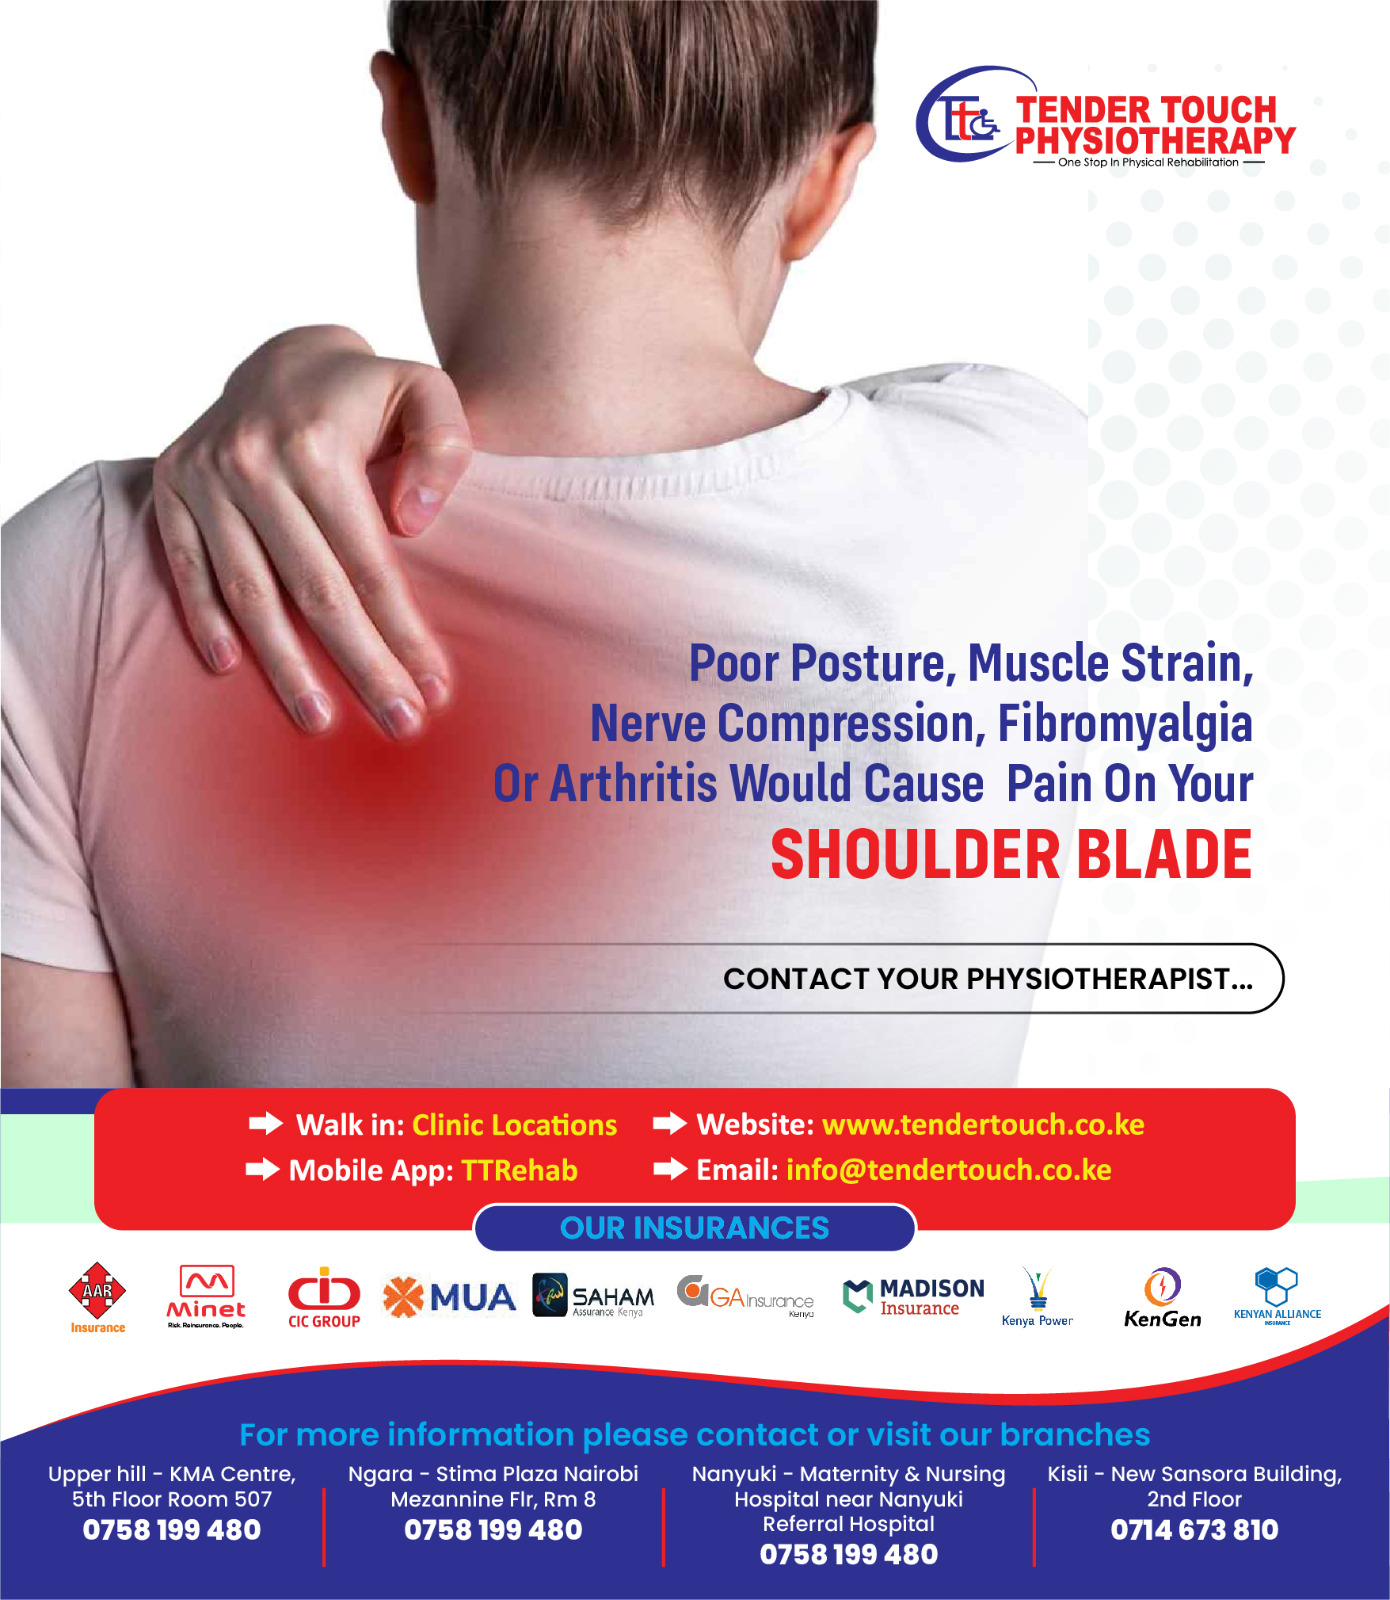 Ttc
TENDER TOUCH
PHYSIOTHERAPY
One Stop In Physical Rehabilitation
Poor Posture, Muscle Strain,
Nerve Compression, Fibromyalgia
Or Arthritis Would Cause Pain On Your
SHOULDER BLADE
CONTACT YOUR PHYSIOTHERAPIST...
Walk in: Clinic Locations
Website: www.tendertouch.co.ke
Mobile App: TTRehab
Email: info@tendertouch.co.ke
OUR INSURANCES
AAR
Insurance
Minet
Risk. Reinsurance. People.
CIC
CIC GROUP
MUA
SAHAM
Assurance Kenya
GA Insurance
Kenya
MADISON
Insurance
Kenya Power
KenGen
KENYAN ALLIANCE
INSURANCE
For more information please contact or visit our branches
Upper hill - KMA Centre,
5th Floor Room 507
0758 199 480
Ngara - Stima Plaza Nairobi
Mezannine Flr, Rm 8
0758 199 480
Nanyuki - Maternity & Nursing
Hospital near Nanyuki
Referral Hospital
0758 199 480
Kisii - New Sansora Building,
2nd Floor
0714 673 810